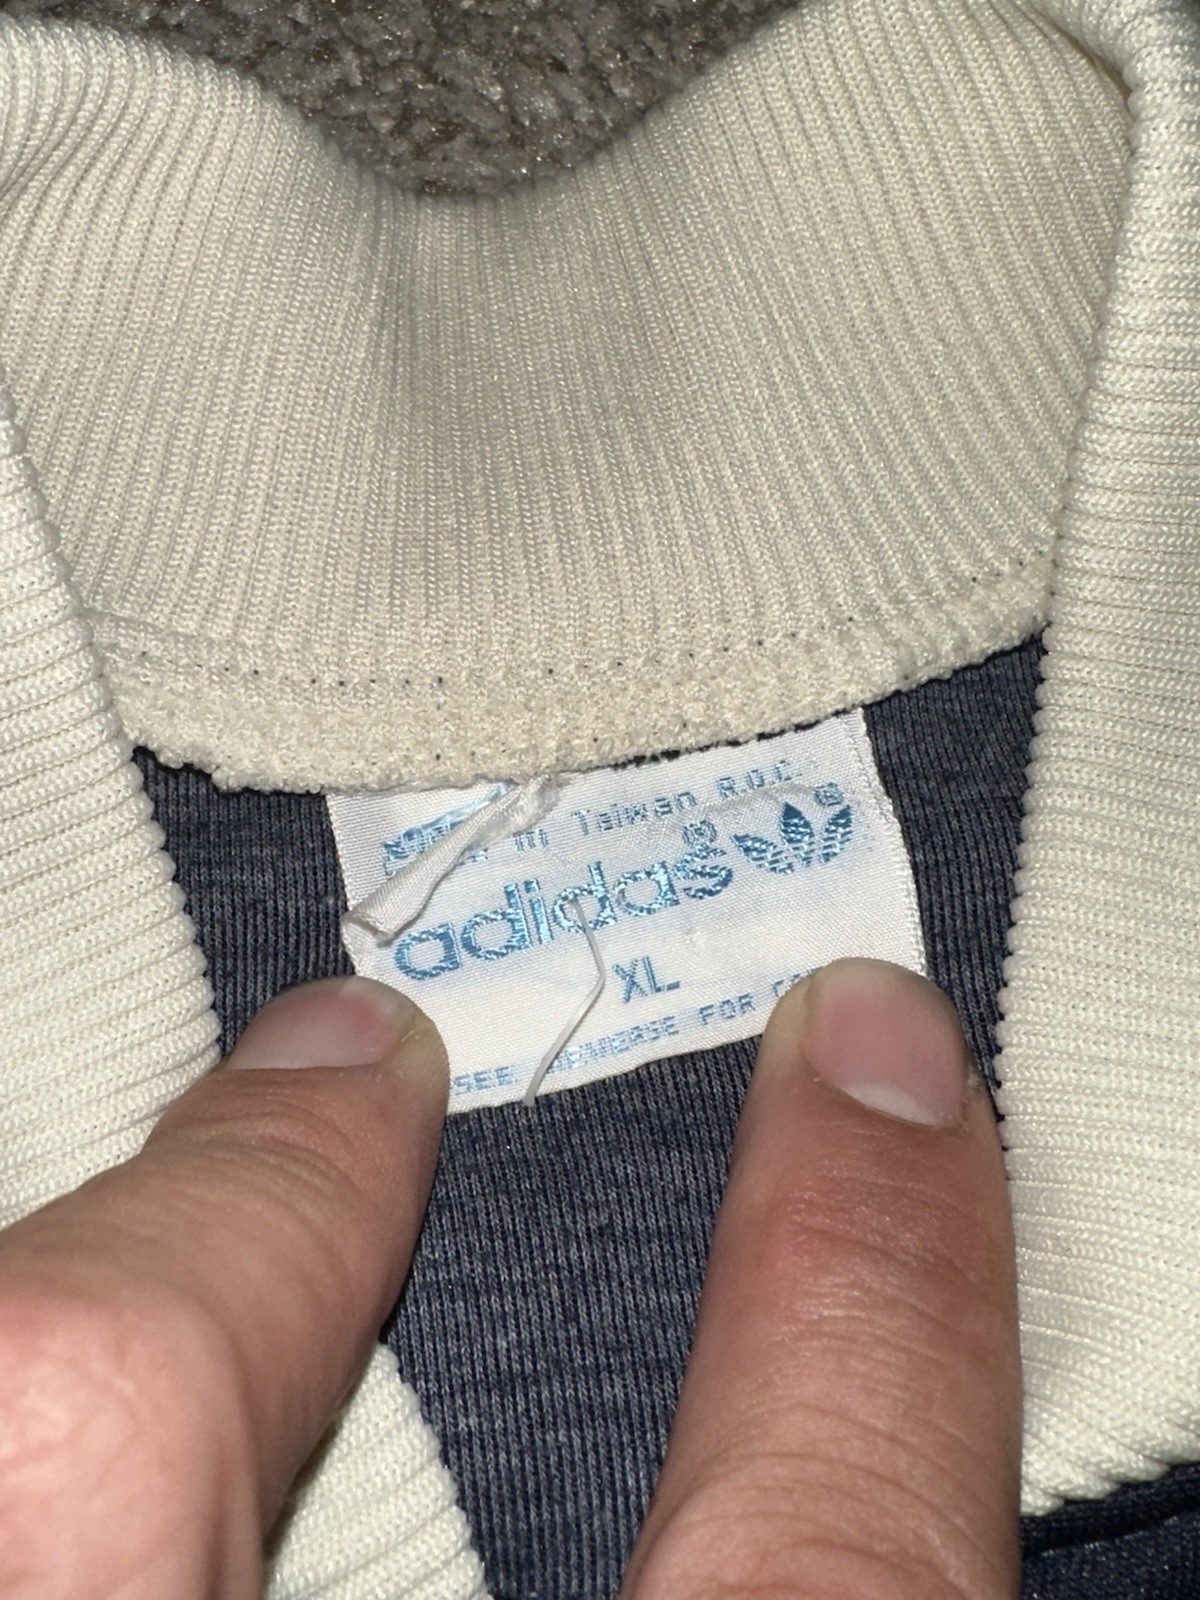 in Taiwan R.O.C.
adidas®
XL
SEE REVERSE FOR